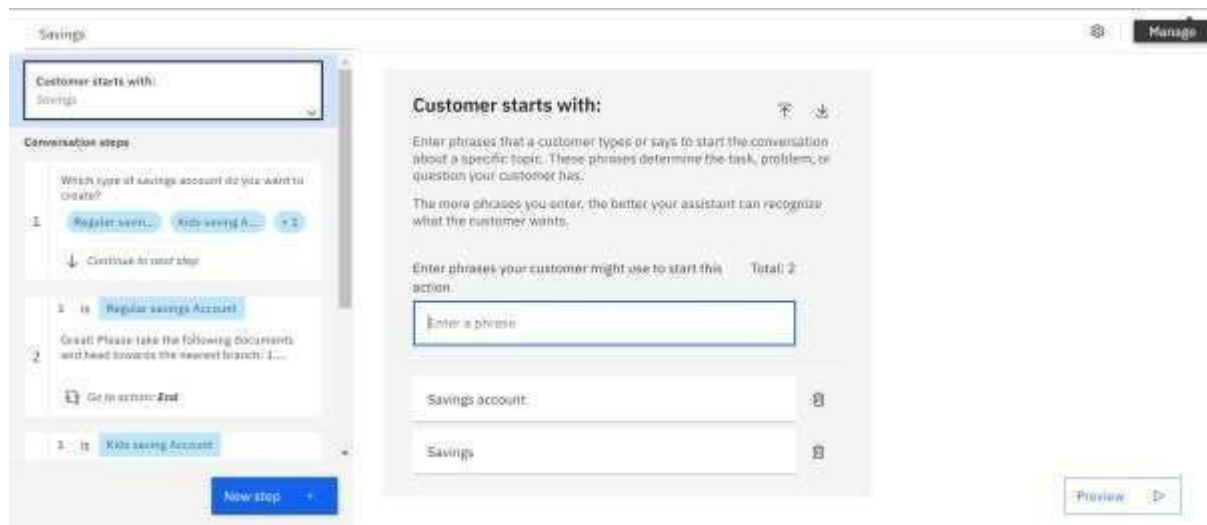 Savings
Manage
Customer starts with:
Savings
Conversation steps
Which type of savings account do you want to
create?
1
Regular savin...
Kids saving A...
+ 1
Continue to next step
1 is Regular savings Account
2
Great! Please take the following documents
and head towards the nearest branch: 1....
Go to action: End
1 is Kids saving Account
New step +
Customer starts with:
Enter phrases that a customer types or says to start the conversation
about a specific topic. These phrases determine the task, problem, or
question your customer has.
The more phrases you enter, the better your assistant can recognize
what the customer wants.
Enter phrases your customer might use to start this
action
Total: 2
Enter a phrase
Savings account
Savings
Preview